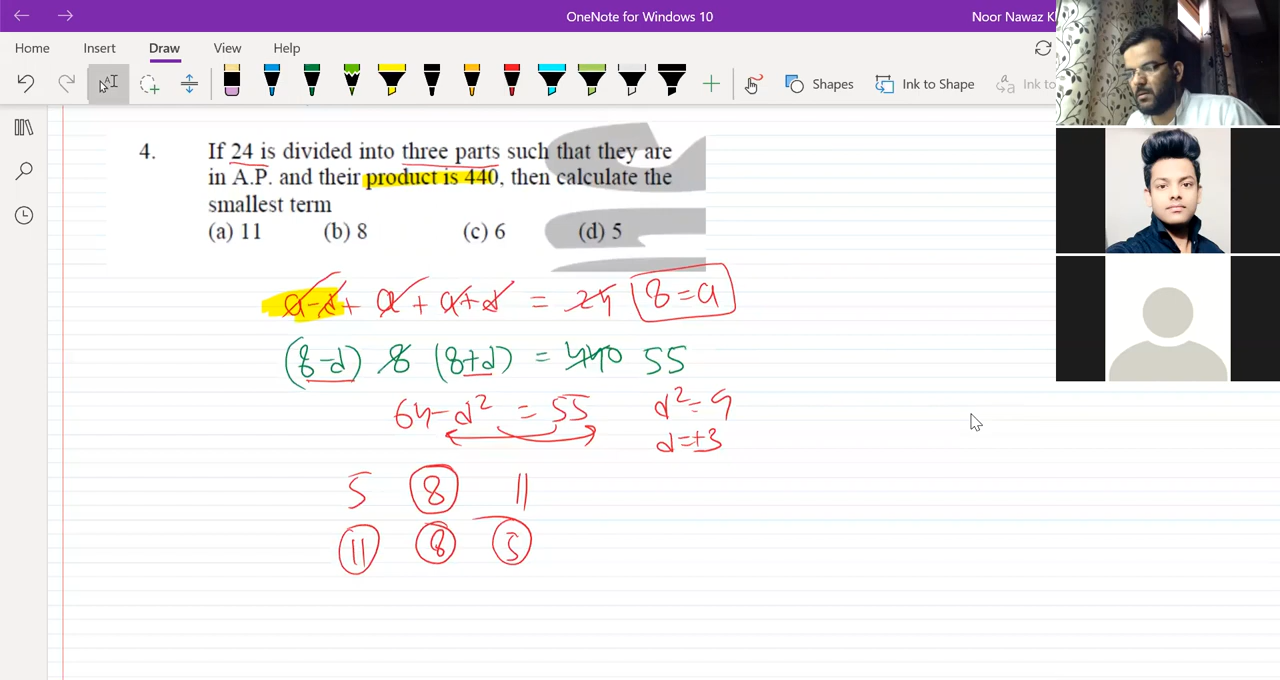 OneNote for Windows 10
Noor Nawaz
Home Insert Draw View Help
Shapes Ink to Shape Ink to
4. If 24 is divided into three parts such that they are
in A.P. and their product is 440, then calculate the
smallest term
(a) 11 (b) 8 (c) 6 (d) 5
a-d + a + a+d = 24 8=a
(8-d) 8 (8+d) = 440 55
64-d² = 55 d²=9
d=±3
5 8 11
11 8 5